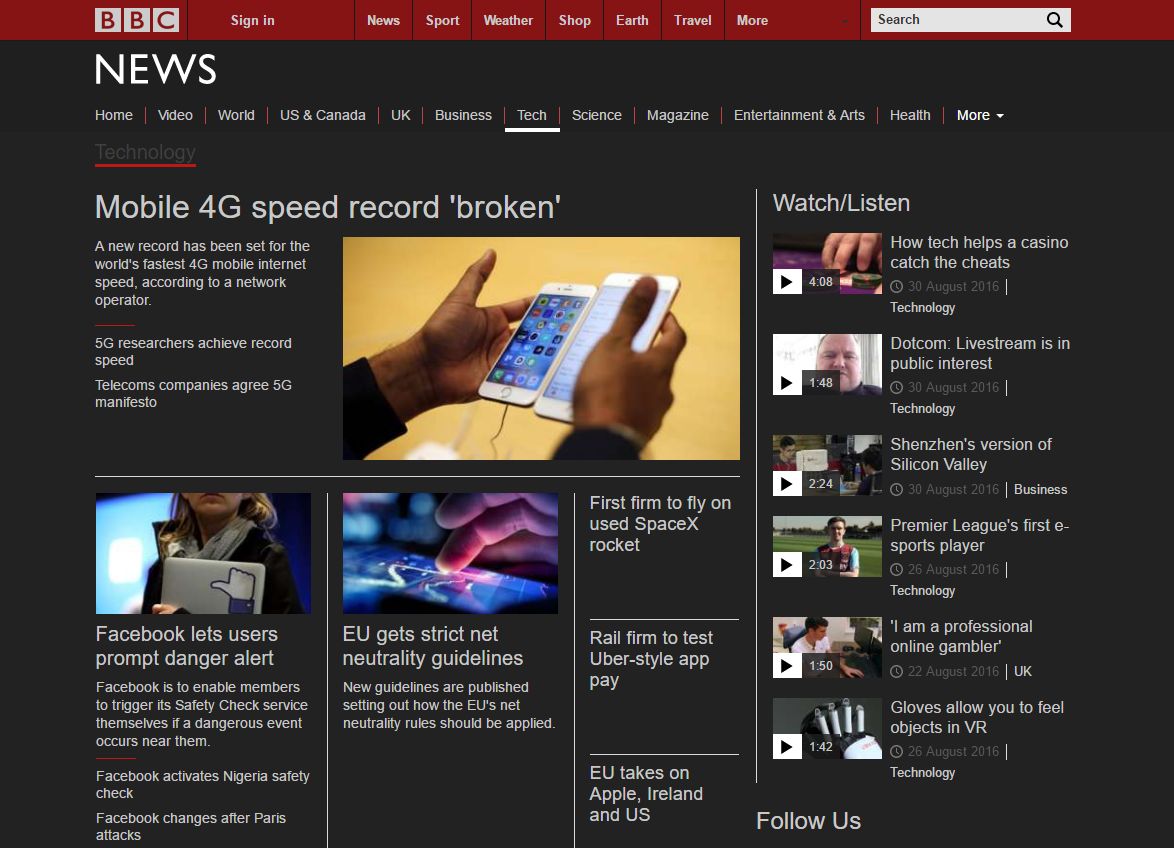 BBC
Sign in
News
Sport
Weather
Shop
Earth
Travel
More
Search
NEWS
Home
Video
World
US & Canada
UK
Business
Tech
Science
Magazine
Entertainment & Arts
Health
More
Technology
Mobile 4G speed record 'broken'
A new record has been set for the
world's fastest 4G mobile internet
speed, according to a network
operator.
5G researchers achieve record
speed
Telecoms companies agree 5G
manifesto
Facebook lets users
prompt danger alert
Facebook is to enable members
to trigger its Safety Check service
themselves if a dangerous event
occurs near them.
Facebook activates Nigeria safety
check
Facebook changes after Paris
attacks
EU gets strict net
neutrality guidelines
New guidelines are published
setting out how the EU's net
neutrality rules should be applied.
First firm to fly on
used SpaceX
rocket
Rail firm to test
Uber-style app
pay
EU takes on
Apple, Ireland
and US
Watch/Listen
4:08
How tech helps a casino
catch the cheats
30 August 2016
Technology
1:48
Dotcom: Livestream is in
public interest
30 August 2016
Technology
2:24
Shenzhen's version of
Silicon Valley
30 August 2016
Business
2:03
Premier League's first e-
sports player
26 August 2016
Technology
1:50
'I am a professional
online gambler'
22 August 2016
UK
1:42
Gloves allow you to feel
objects in VR
26 August 2016
Technology
Follow Us